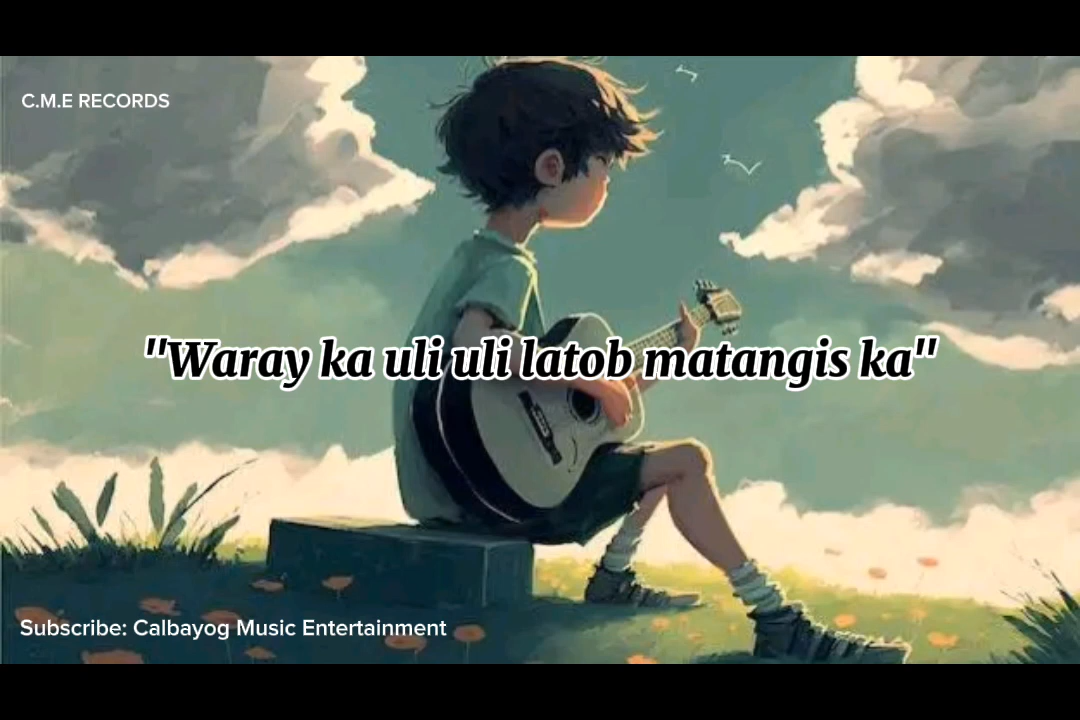 C.M.E RECORDS
"Waray ka uli uli latob matangis ka"
Subscribe: Calbayog Music Entertainment